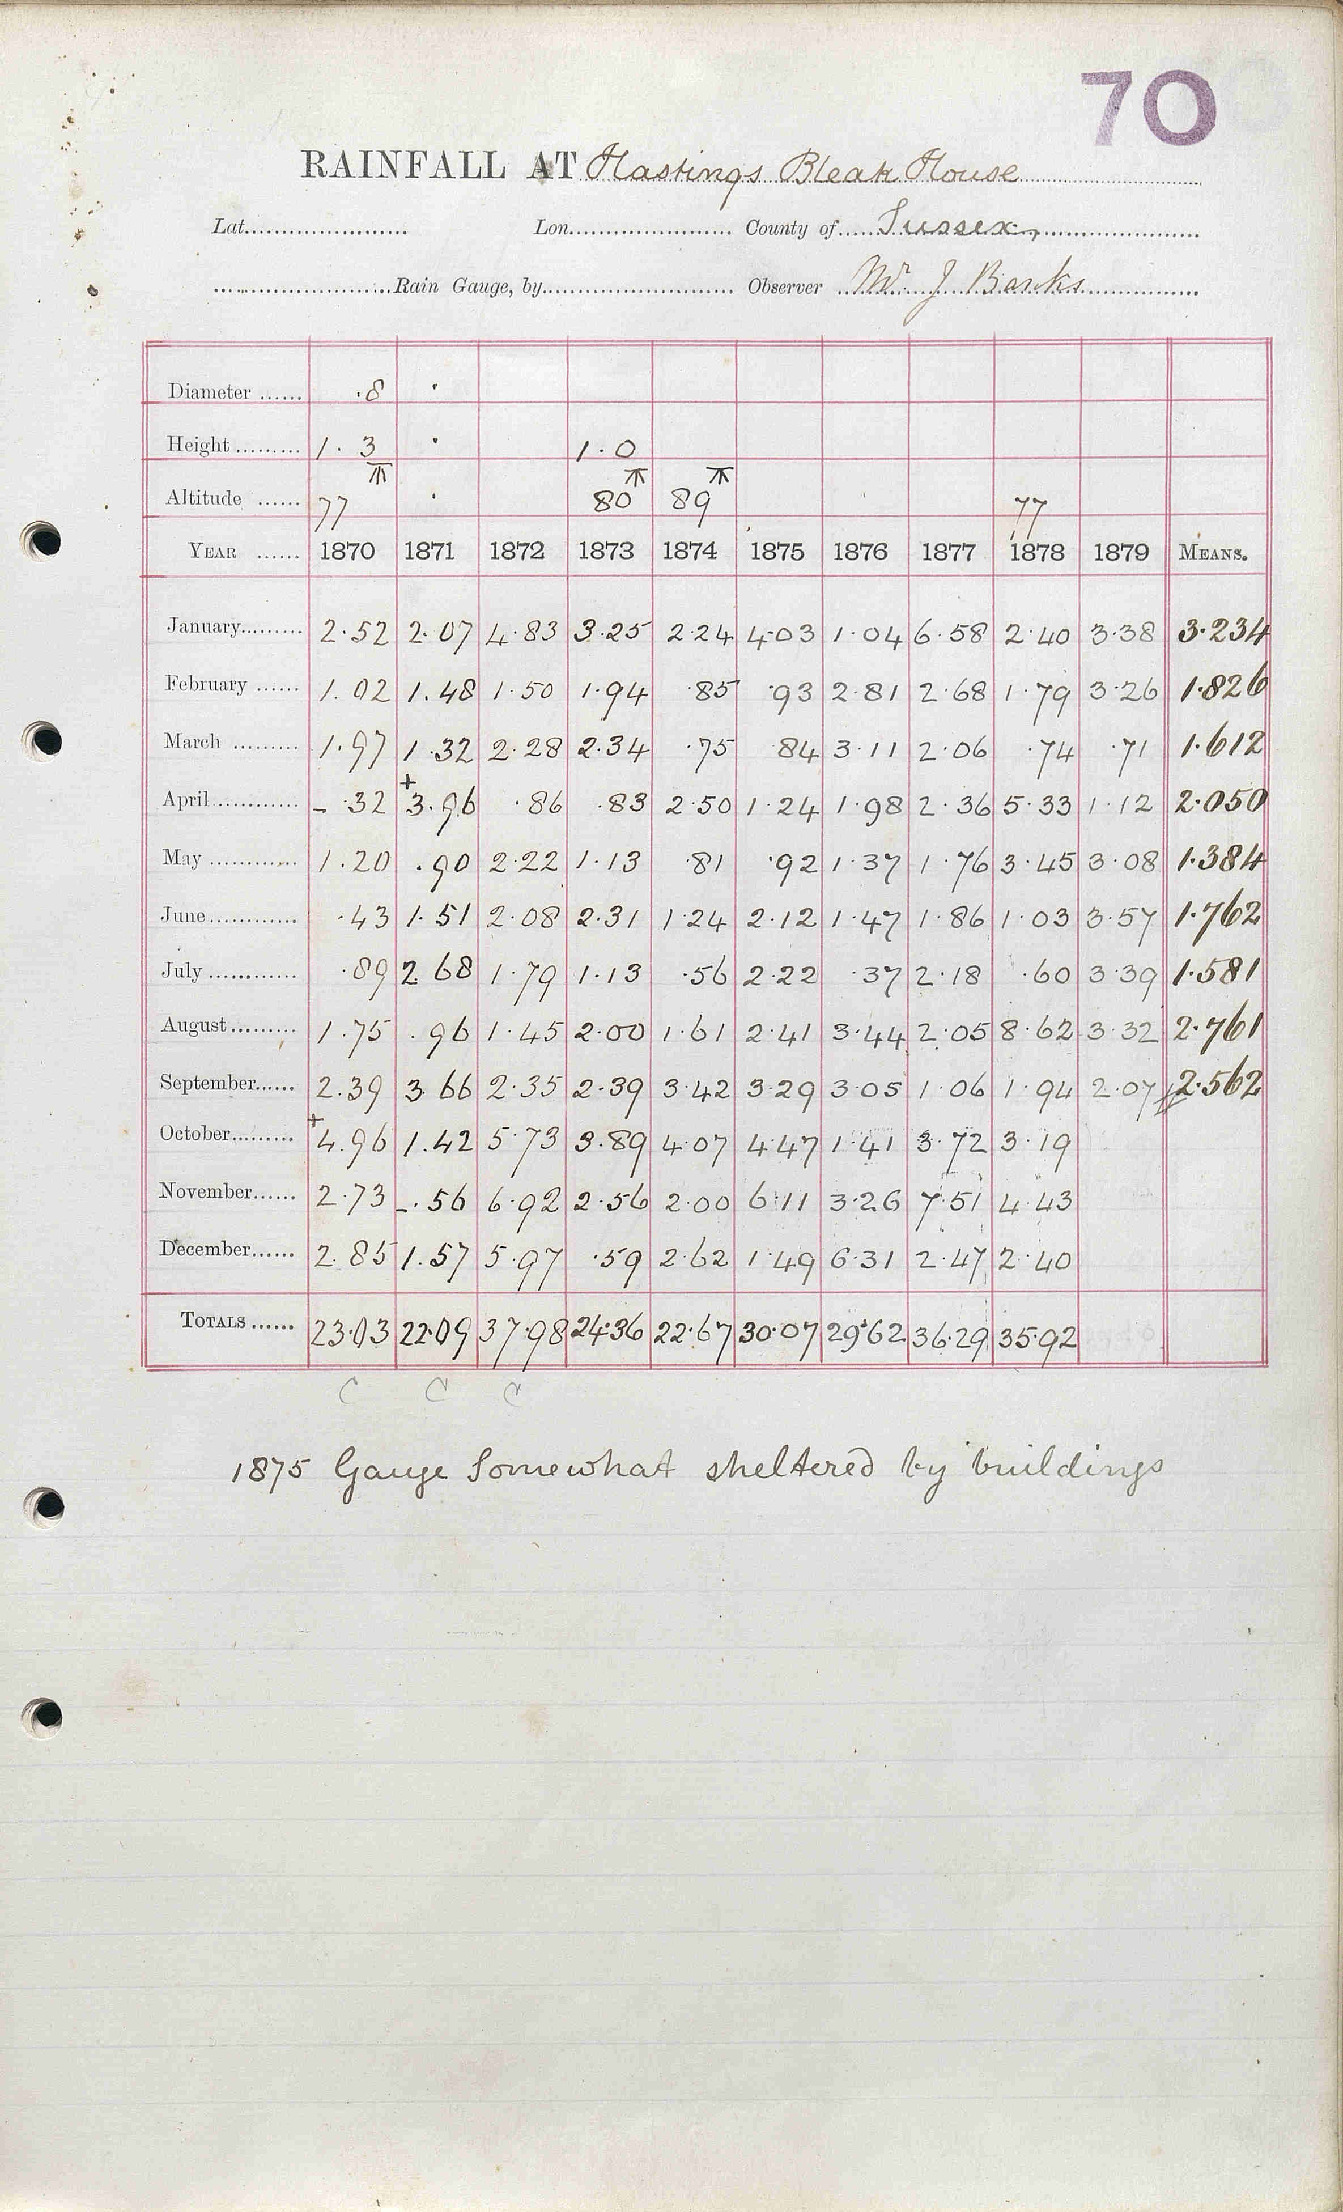 70
RAINFALL AT Hastings Bleak House
Lat. Lon. County of Sussex,
Rain Gauge, by Observer Mr J Banks
Diameter ...... ·8 ·
Height ......... 1·3 · 1·0
Altitude ...... 77 · 80 89 77
YEAR ...... 1870 1871 1872 1873 1874 1875 1876 1877 1878 1879 MEANS.
January......... 2·52 2·07 4·83 3·25 2·24 4·03 1·04 6·58 2·40 3·38 3·234
February ...... 1·02 1·48 1·50 1·94 ·85 ·93 2·81 2·68 1·79 3·26 1·826
March ......... 1·97 1·32 2·28 2·34 ·75 ·84 3·11 2·06 ·74 ·71 1·612
April............ - ·32 + 3·96 ·86 ·83 2·50 1·24 1·98 2·36 5·33 1·12 2·050
May ............ 1·20 ·90 2·22 1·13 ·81 ·92 1·37 1·76 3·45 3·08 1·384
June............ ·43 1·51 2·08 2·31 1·24 2·12 1·47 1·86 1·03 3·57 1·762
July ............ ·89 2·68 1·79 1·13 ·56 2·22 ·37 2·18 ·60 3·39 1·581
August......... 1·75 ·96 1·45 2·00 1·61 2·41 3·44 2·05 8·62 3·32 2·761
September...... 2·39 3·66 2·35 2·39 3·42 3·29 3·05 1·06 1·94 2·07 2·562
October......... + 4·96 1·42 5·73 3·89 4·07 4·47 1·41 3·72 3·19
November...... 2·73 - ·56 6·92 2·56 2·00 6·11 3·26 7·51 4·43
December...... 2·85 1·57 5·97 ·59 2·62 1·49 6·31 2·47 2·40
TOTALS ...... 23·03 22·09 37·98 24·36 22·67 30·07 29·62 36·29 35·92
C C C
1875 Gauge Somewhat sheltered by buildings